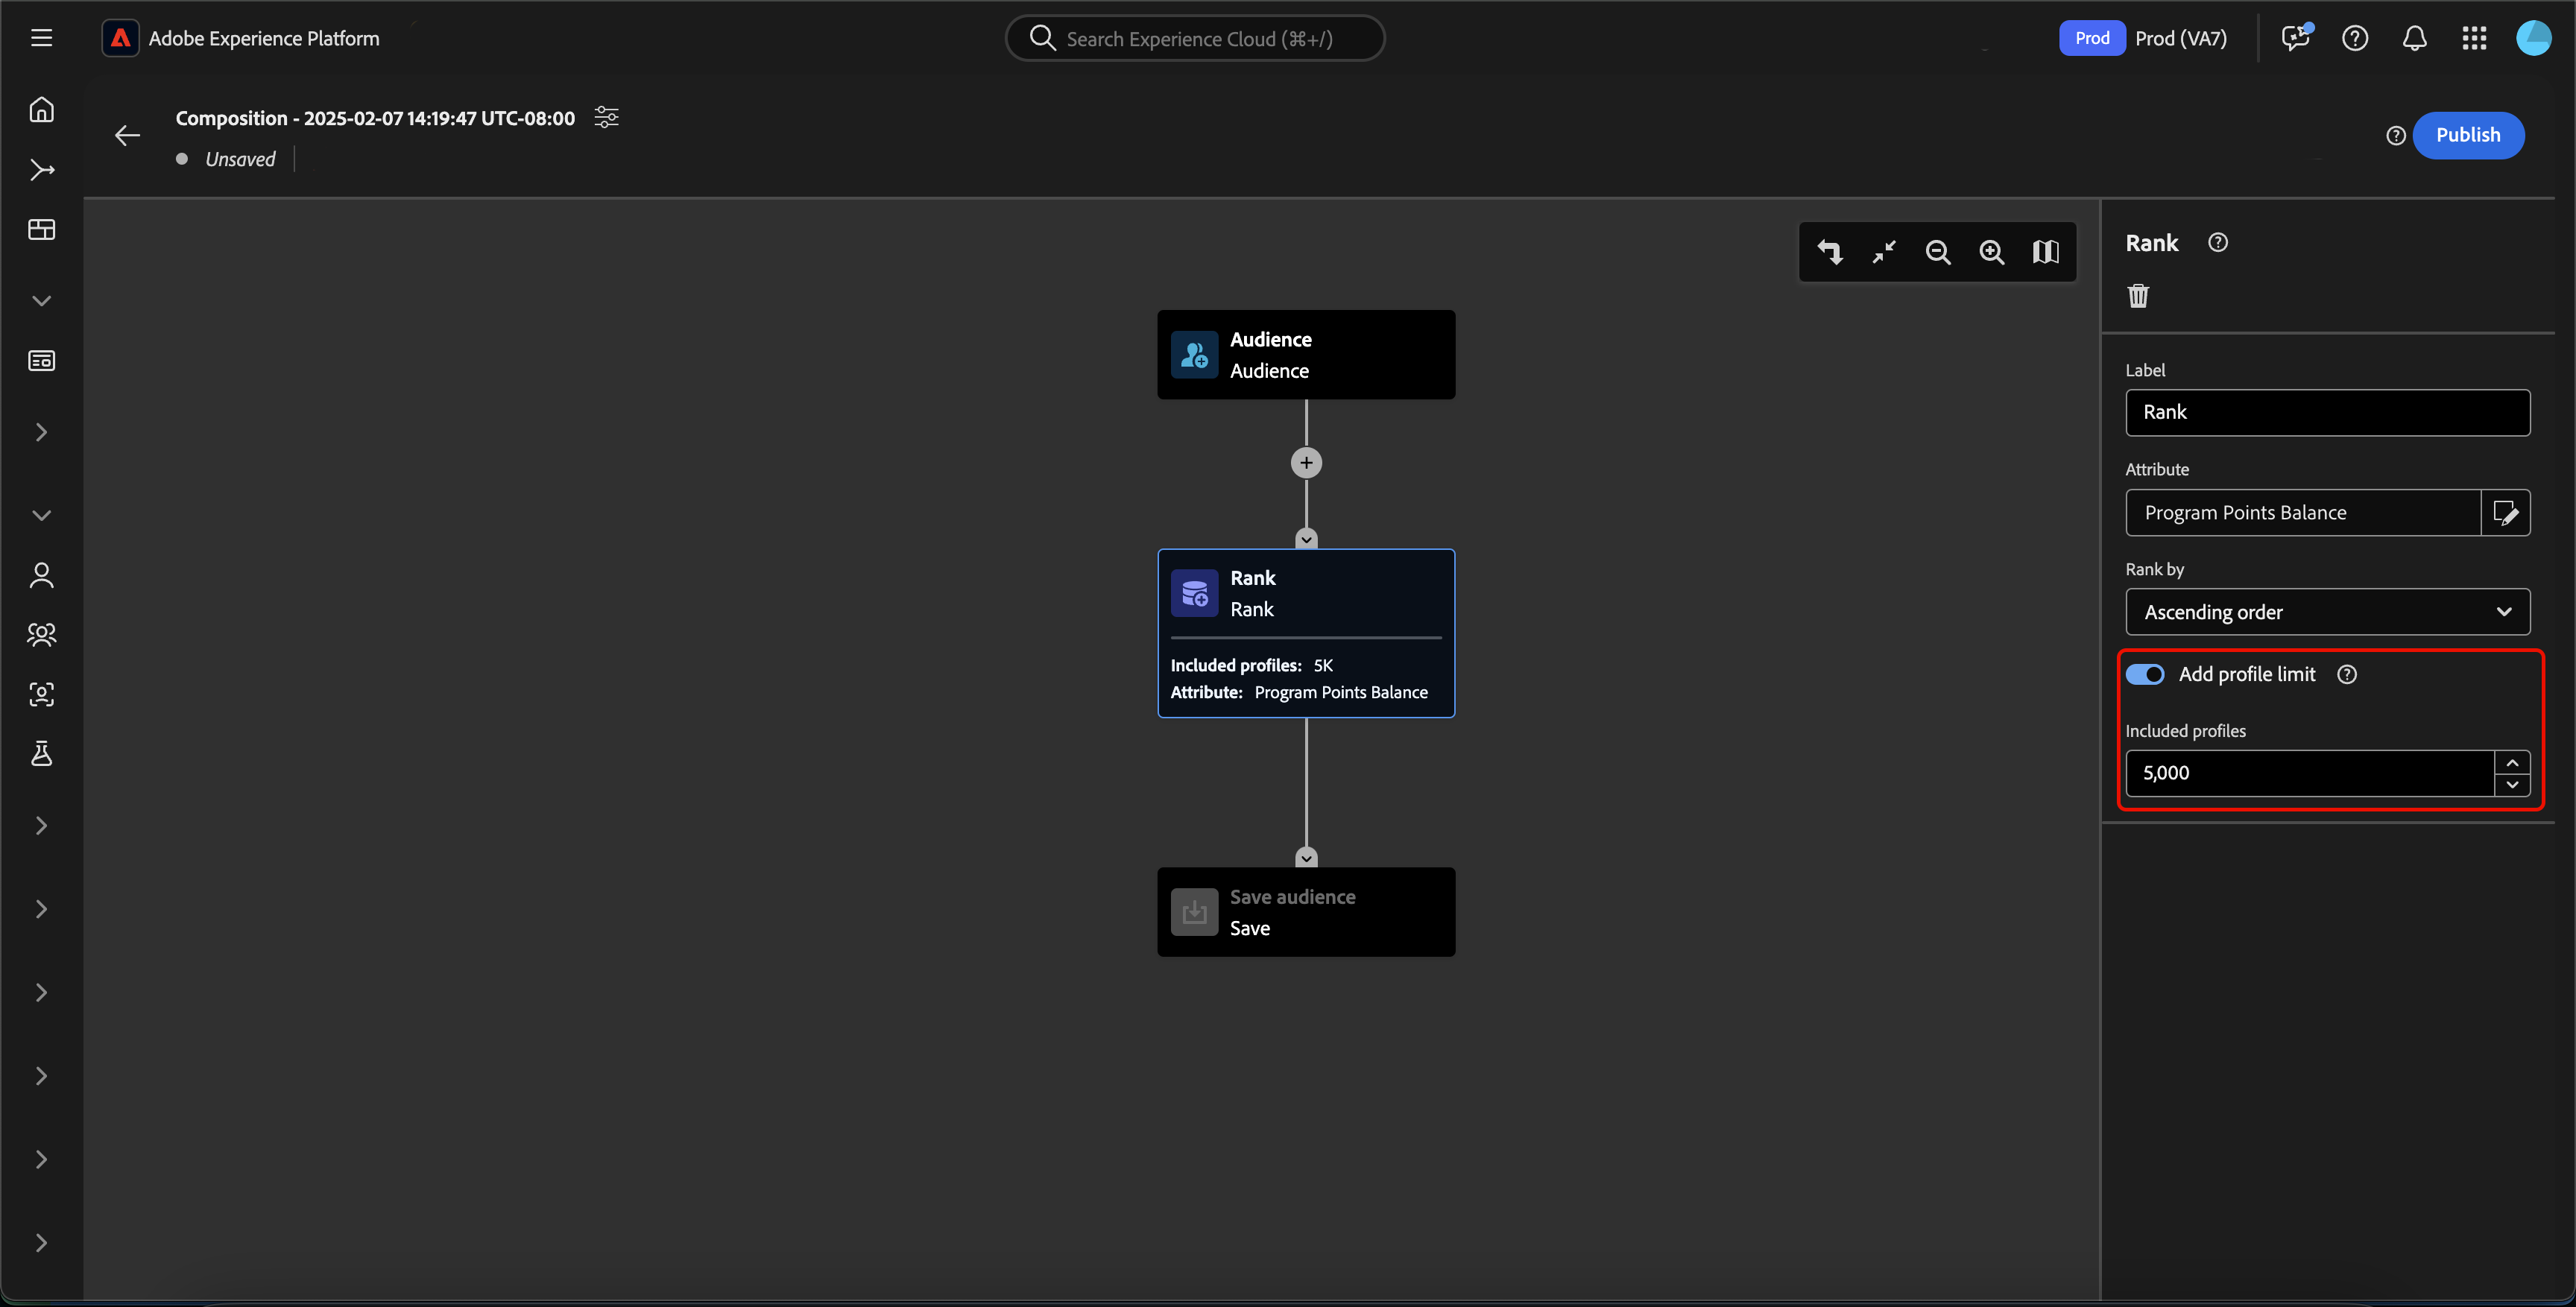 Adobe Experience Platform
Search Experience Cloud (⌘+/)
Prod
Prod (VA7)
Composition - 2025-02-07 14:19:47 UTC-08:00
Unsaved
Publish
Audience
Audience
Rank
Rank
Included profiles: 5K
Attribute: Program Points Balance
Save audience
Save
Rank
Label
Rank
Attribute
Program Points Balance
Rank by
Ascending order
Add profile limit
Included profiles
5,000